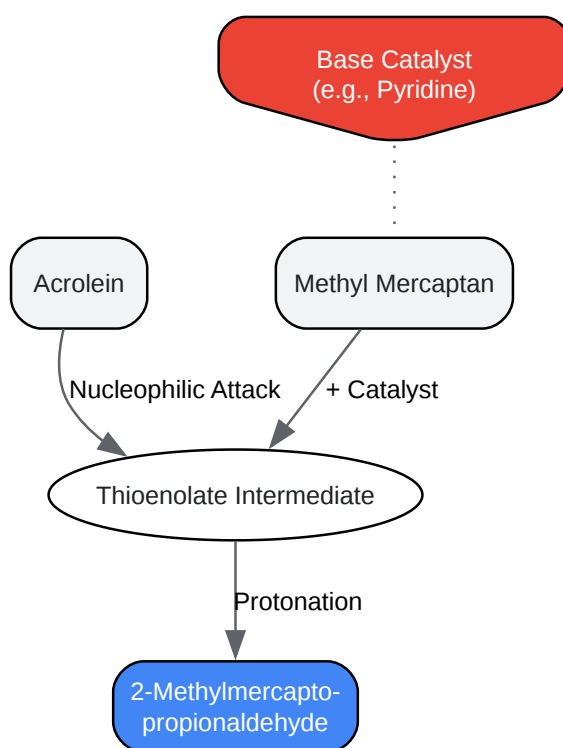 Base Catalyst
(e.g., Pyridine)
Acrolein
Methyl Mercaptan
Nucleophilic Attack
+ Catalyst
Thioenolate Intermediate
Protonation
2-Methylmercapto-
propionaldehyde